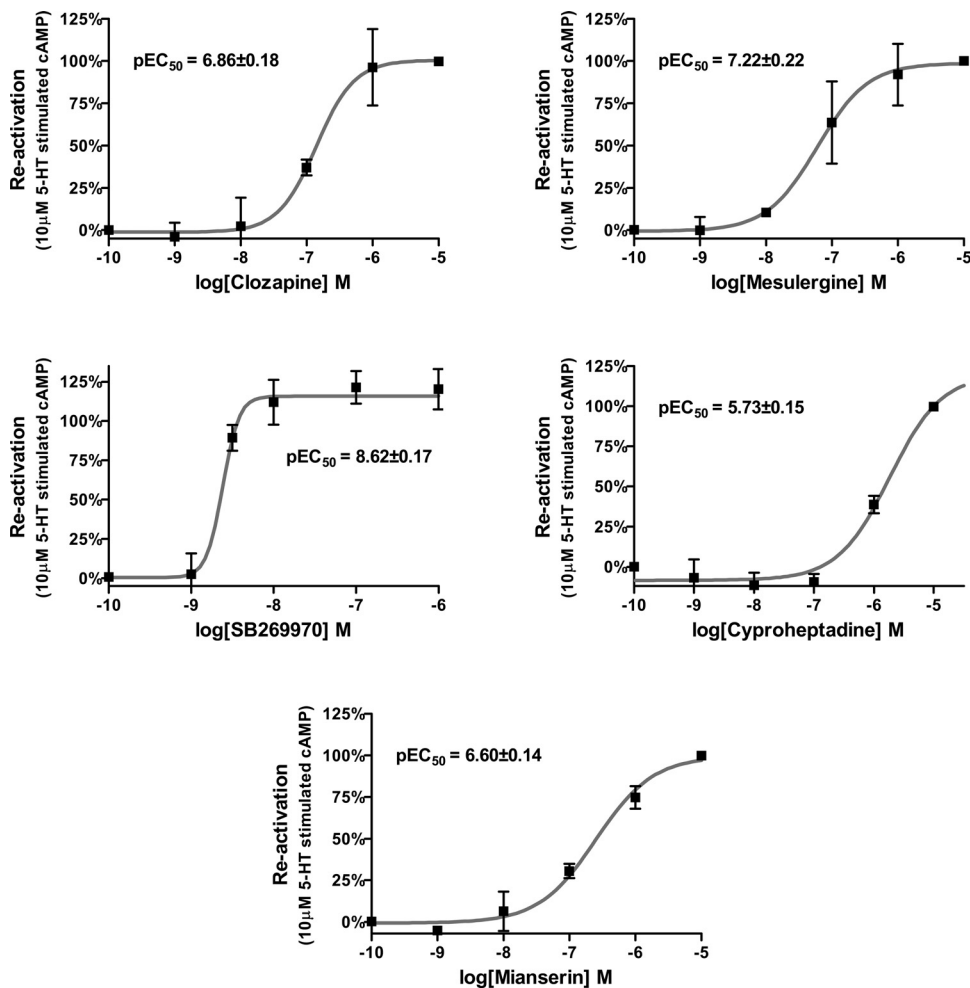 125%
100%
75%
50%
25%
0%
Re-activation
(10µM 5-HT stimulated cAMP)
pEC50 = 6.86±0.18
-10 -9 -8 -7 -6 -5
log[Clozapine] M
125%
100%
75%
50%
25%
0%
Re-activation
(10µM 5-HT stimulated cAMP)
pEC50 = 7.22±0.22
-10 -9 -8 -7 -6 -5
log[Mesulergine] M
125%
100%
75%
50%
25%
0%
Re-activation
(10µM 5-HT stimulated cAMP)
pEC50 = 8.62±0.17
-10 -9 -8 -7 -6
log[SB269970] M
125%
100%
75%
50%
25%
0%
Re-activation
(10µM 5-HT stimulated cAMP)
pEC50 = 5.73±0.15
-10 -9 -8 -7 -6 -5
log[Cyproheptadine] M
125%
100%
75%
50%
25%
0%
Re-activation
(10µM 5-HT stimulated cAMP)
pEC50 = 6.60±0.14
-10 -9 -8 -7 -6 -5
log[Mianserin] M